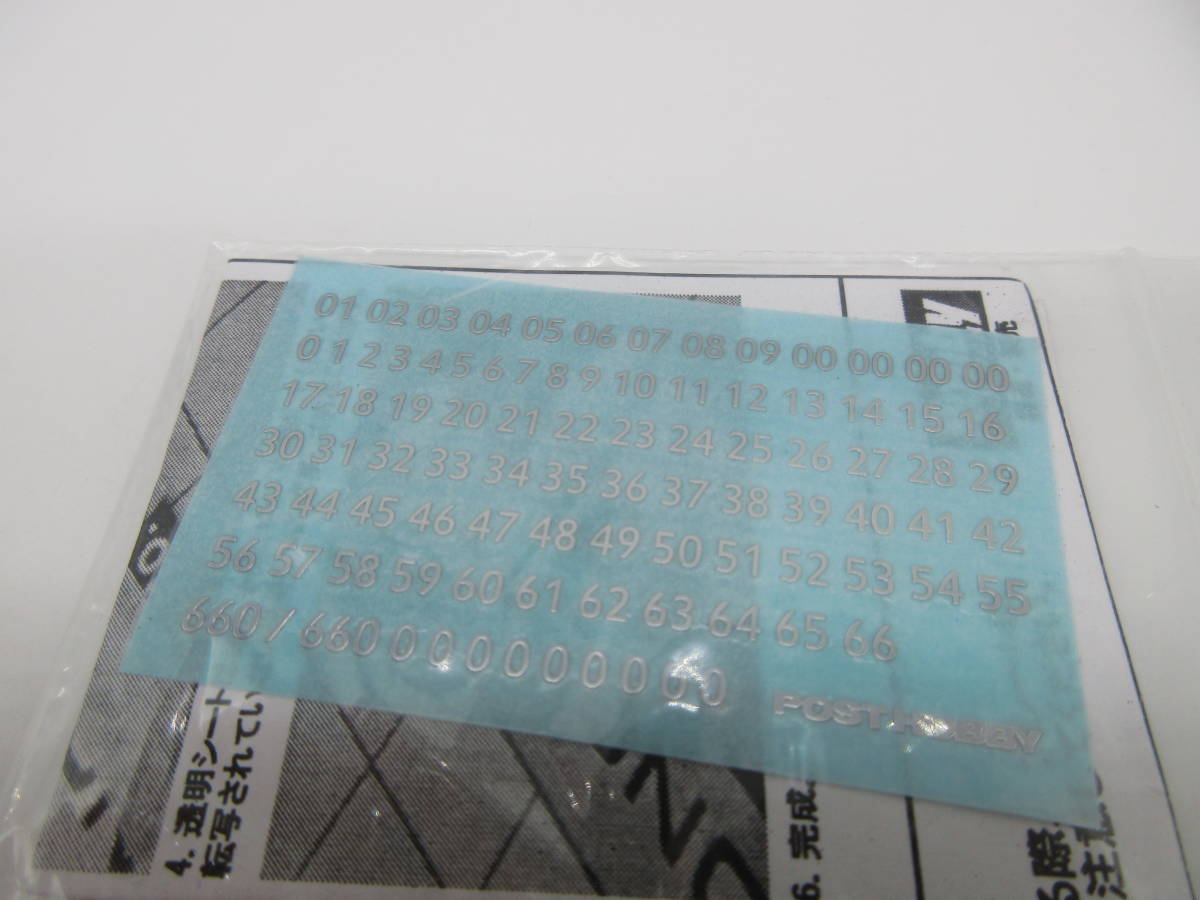 01 02 03 04 05 06 07 08 09 00 00 00 00
0 1 2 3 4 5 6 7 8 9 10 11 12 13 14 15 16
17 18 19 20 21 22 23 24 25 26 27 28 29
30 31 32 33 34 35 36 37 38 39 40 41 42
43 44 45 46 47 48 49 50 51 52 53 54 55
56 57 58 59 60 61 62 63 64 65 66
660 / 660 0 0 0 0 0 0 0 0 0
POST HOBBY
4. 透明シート
転写されてい
6. 完成
る際
注意